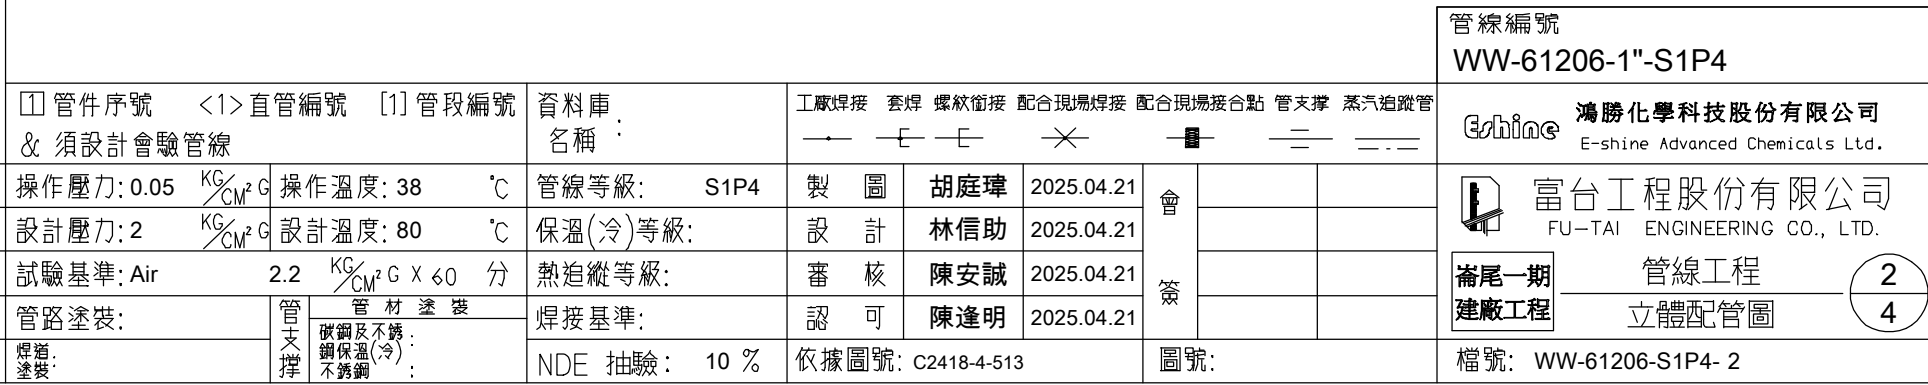 管線編號
WW-61206-1"-S1P4
1 管件序號 <1>直管編號 [1]管段編號
& 須設計會驗管線
資料庫名稱:
工廠焊接 套焊 螺紋銜接 配合現場焊接 配合現場接合點 管支撐 蒸汽追蹤管
Eshine 鴻勝化學科技股份有限公司
E-shine Advanced Chemicals Ltd.
操作壓力: 0.05 KG/CM² G 操作溫度: 38 °C 管線等級: S1P4 製圖 胡庭瑋 2025.04.21 會簽
設計壓力: 2 KG/CM² G 設計溫度: 80 °C 保溫(冷)等級: 設計 林信助 2025.04.21
富台工程股份有限公司
FU-TAI ENGINEERING CO., LTD.
試驗基準: Air 2.2 KG/CM² G X 60 分 熱追縱等級: 審核 陳安誠 2025.04.21
管路塗裝: 管支撐 管材塗裝 焊接基準: 認可 陳逢明 2025.04.21
碳鋼及不銹鋼保溫(冷):
不銹鋼:
崙尾一期
建廠工程
管線工程
立體配管圖
2
4
焊道塗裝:
NDE 抽驗: 10 % 依據圖號: C2418-4-513 圖號: 檔號: WW-61206-S1P4- 2